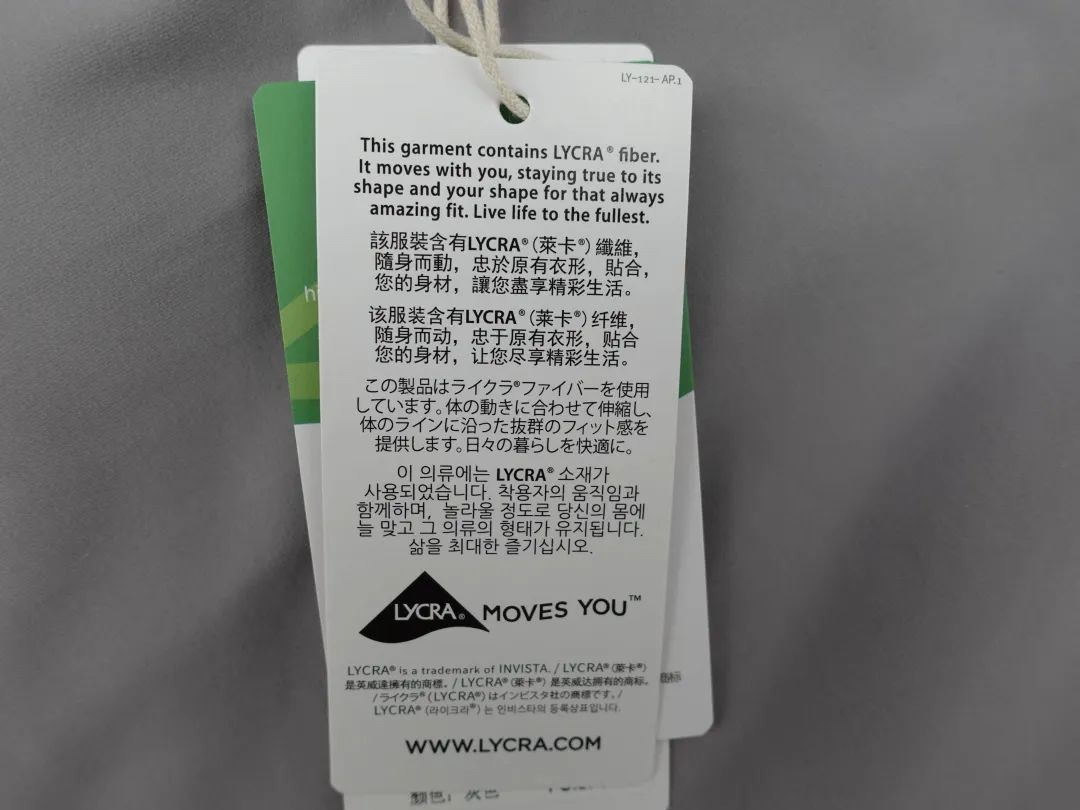 LY-121-AP.1
This garment contains LYCRA® fiber.
It moves with you, staying true to its
shape and your shape for that always
amazing fit. Live life to the fullest.
該服裝含有LYCRA®(萊卡®)纖維,
隨身而動，忠於原有衣形，貼合，
您的身材，讓您盡享精彩生活。
该服装含有LYCRA®(莱卡®)纤维,
随身而动，忠于原有衣形，贴合
您的身材，让您尽享精彩生活。
この製品はライクラ®ファイバーを使用
しています。体の動きに合わせて伸縮し、
体のラインに沿った抜群のフィット感を
提供します。日々の暮らしを快適に。
이 의류에는 LYCRA® 소재가
사용되었습니다. 착용자의 움직임과
함께하며, 놀라울 정도로 당신의 몸에
늘 맞고 그 의류의 형태가 유지됩니다.
삶을 최대한 즐기십시오.
LYCRA® MOVES YOU™
LYCRA® is a trademark of INVISTA. / LYCRA®(萊卡®)
是英威達擁有的商標。/ LYCRA®(莱卡®) 是英威达拥有的商标。
/ ライクラ®(LYCRA®)はインビスタ社の商標です。/
LYCRA® (라이크라®) 는 인비스타의 등록상표입니다.
商标
WWW.LYCRA.COM
颜色：灰色